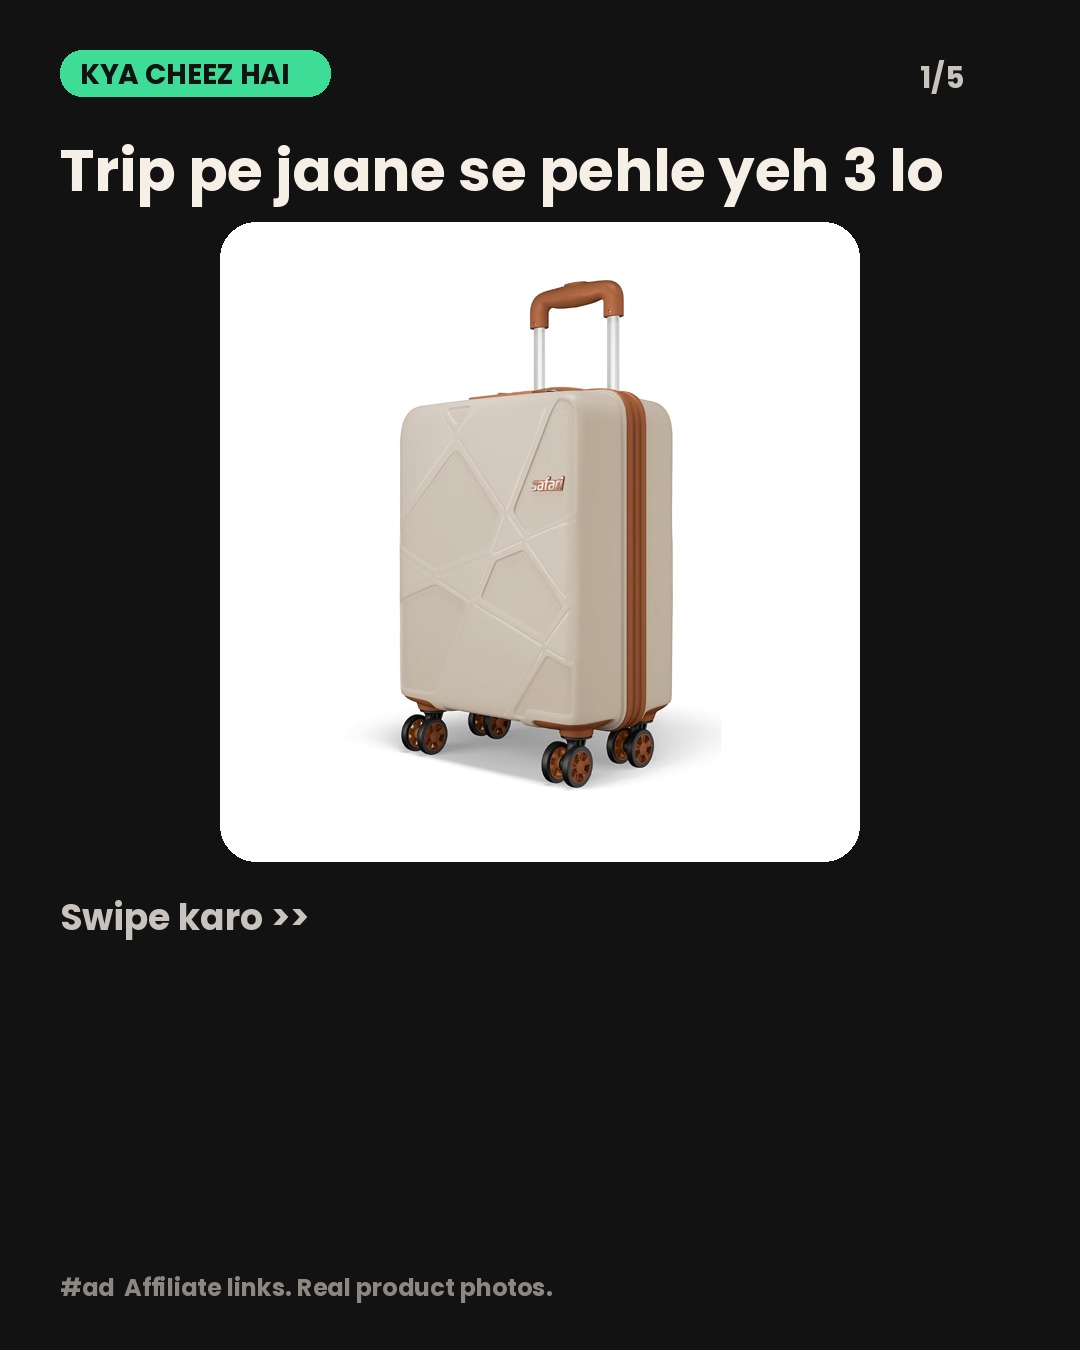 KYA CHEEZ HAI
1/5
Trip pe jaane se pehle yeh 3 lo
safari
Swipe karo >>
#ad Affiliate links. Real product photos.